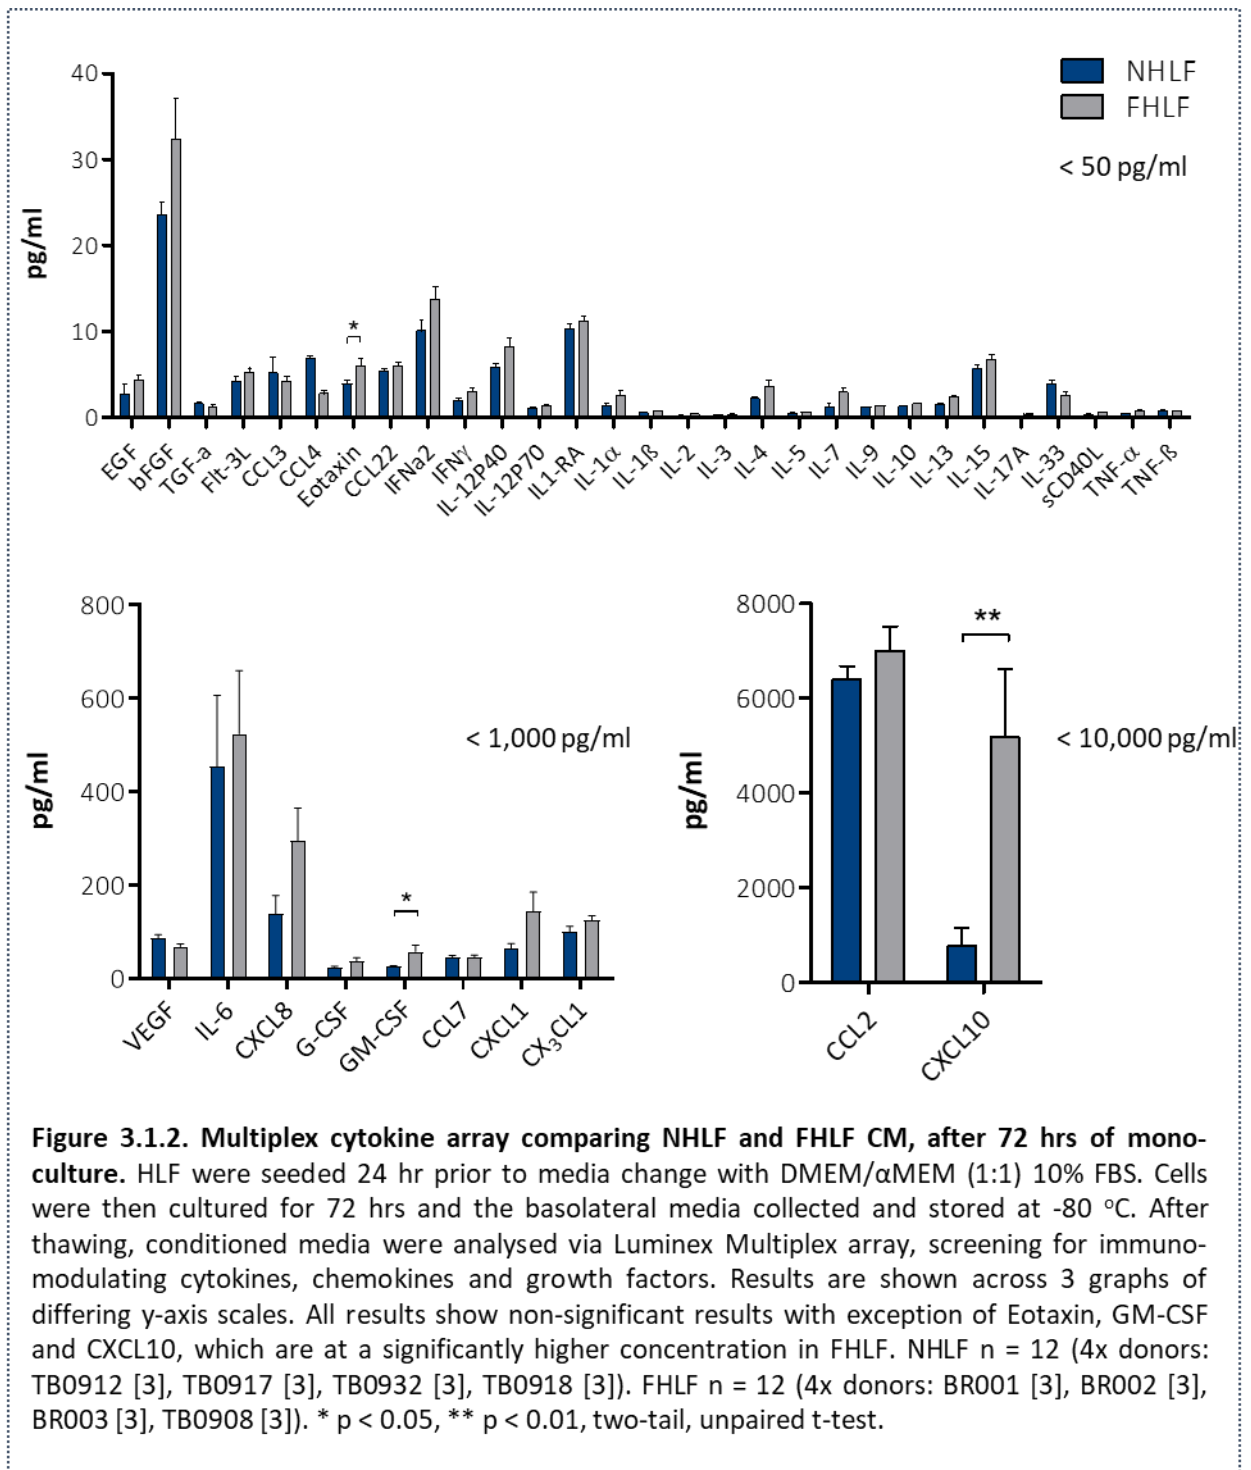 40
30
20
10
0
pg/ml
NHLF
FHLF
< 50 pg/ml
*
EGF
bFGF
TGF-a
Flt-3L
CCL3
CCL4
Eotaxin
CCL22
IFNa2
IFNγ
IL-12P40
IL-12P70
IL1-RA
IL-1α
IL-1ß
IL-2
IL-3
IL-4
IL-5
IL-7
IL-9
IL-10
IL-13
IL-15
IL-17A
IL-33
sCD40L
TNF-α
TNF-ß
800
600
400
200
0
pg/ml
< 1,000 pg/ml
*
VEGF
IL-6
CXCL8
G-CSF
GM-CSF
CCL7
CXCL1
CX₃CL1
8000
6000
4000
2000
0
pg/ml
**
< 10,000 pg/ml
CCL2
CXCL10
Figure 3.1.2. Multiplex cytokine array comparing NHLF and FHLF CM, after 72 hrs of mono-
culture. HLF were seeded 24 hr prior to media change with DMEM/αMEM (1:1) 10% FBS. Cells
were then cultured for 72 hrs and the basolateral media collected and stored at -80 ºC. After
thawing, conditioned media were analysed via Luminex Multiplex array, screening for immuno-
modulating cytokines, chemokines and growth factors. Results are shown across 3 graphs of
differing y-axis scales. All results show non-significant results with exception of Eotaxin, GM-CSF
and CXCL10, which are at a significantly higher concentration in FHLF. NHLF n = 12 (4x donors:
TB0912 [3], TB0917 [3], TB0932 [3], TB0918 [3]). FHLF n = 12 (4x donors: BR001 [3], BR002 [3],
BR003 [3], TB0908 [3]). * p < 0.05, ** p < 0.01, two-tail, unpaired t-test.